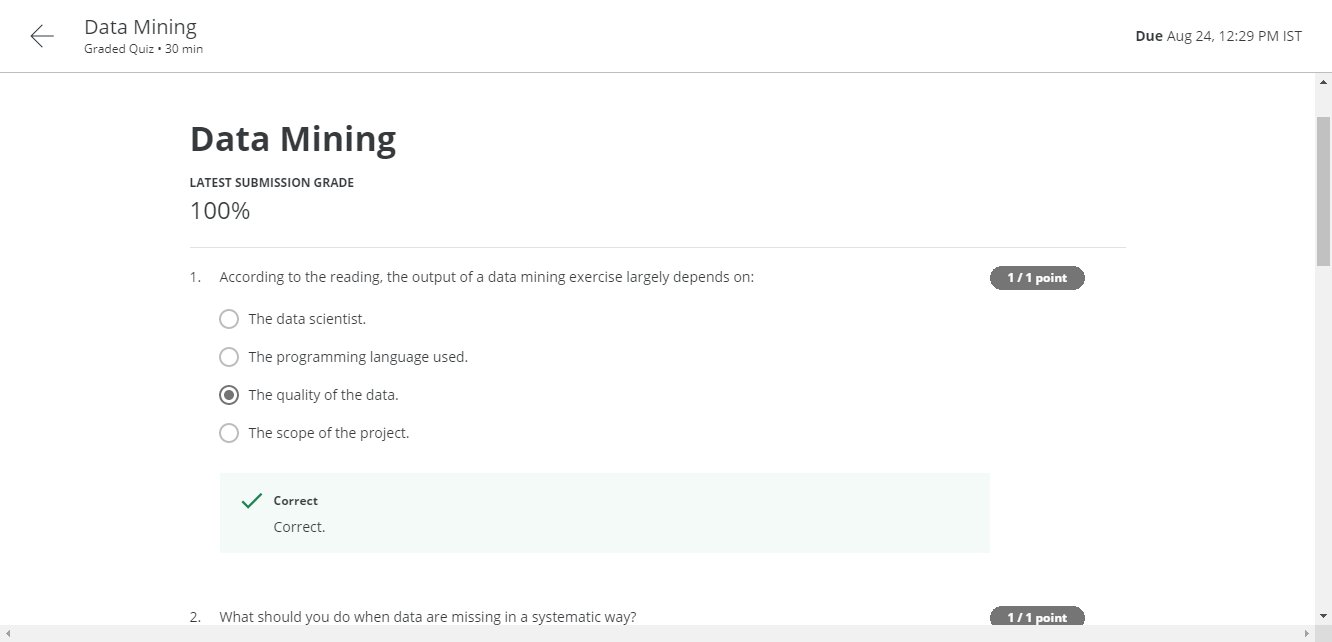 Data Mining
Graded Quiz • 30 min
Due Aug 24, 12:29 PM IST
Data Mining
LATEST SUBMISSION GRADE
100%
1. According to the reading, the output of a data mining exercise largely depends on:
1 / 1 point
The data scientist.
The programming language used.
The quality of the data.
The scope of the project.
Correct
Correct.
2. What should you do when data are missing in a systematic way?
1 / 1 point